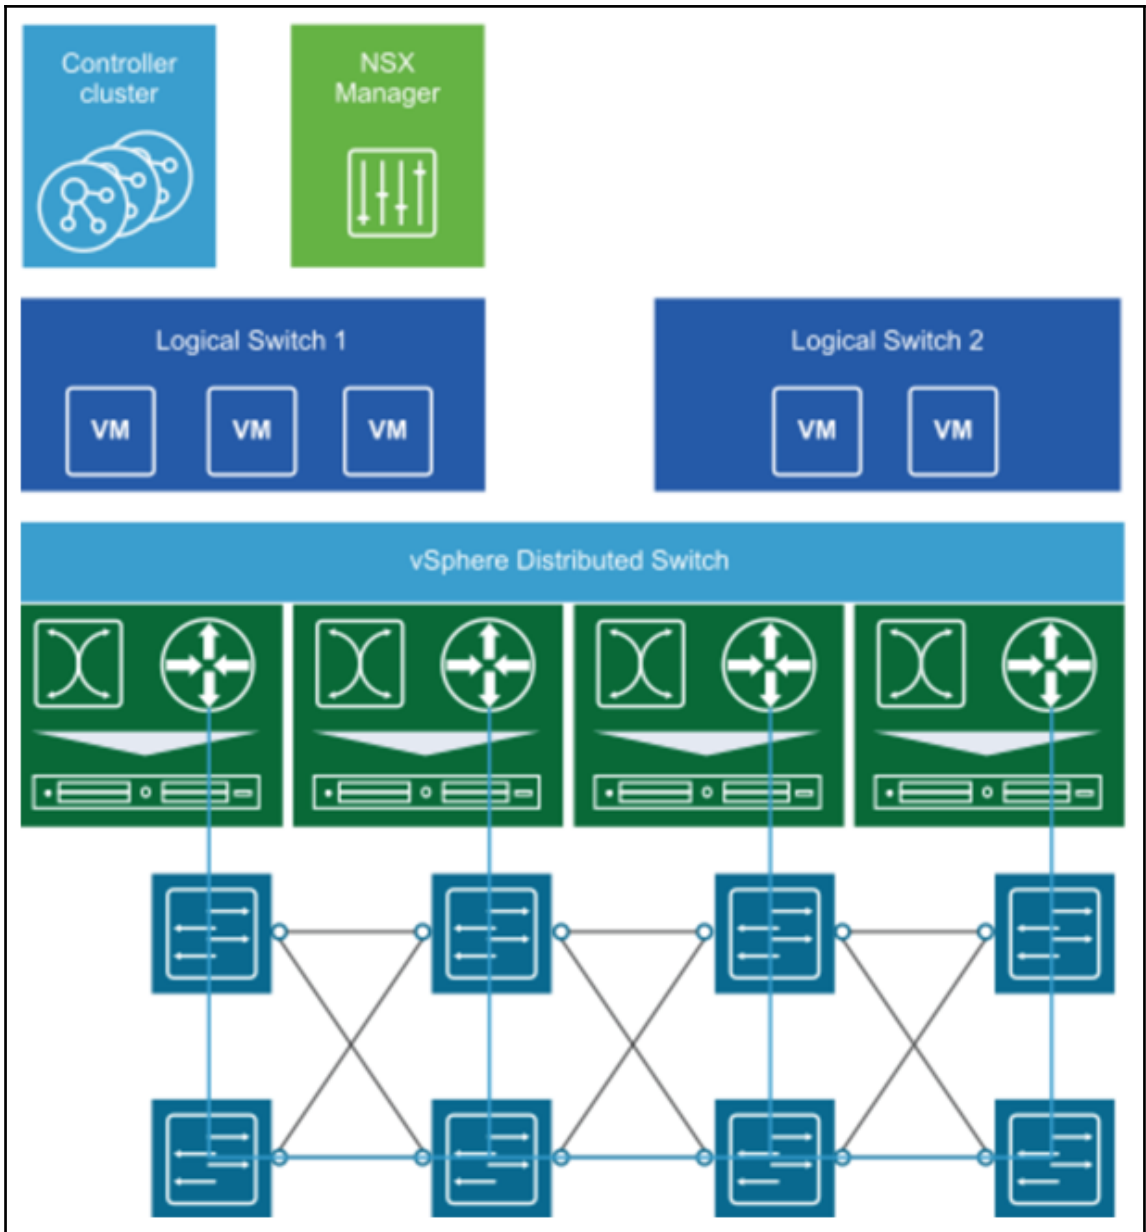 Controller
cluster
NSX
Manager
Logical Switch 1
VM
VM
VM
Logical Switch 2
VM
VM
vSphere Distributed Switch